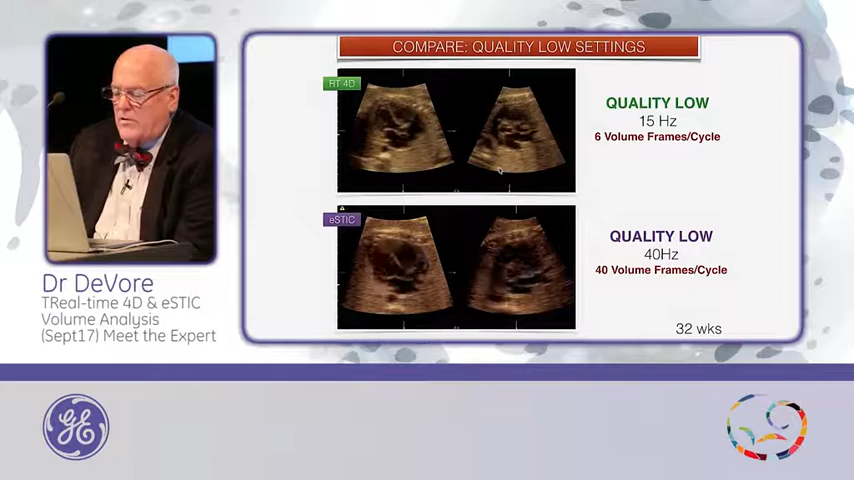 COMPARE: QUALITY LOW SETTINGS
RT 4D
QUALITY LOW
15 Hz
6 Volume Frames/Cycle
eSTIC
QUALITY LOW
40Hz
40 Volume Frames/Cycle
32 wks
Dr DeVore
TReal-time 4D & eSTIC
Volume Analysis
(Sept17) Meet the Expert
GE